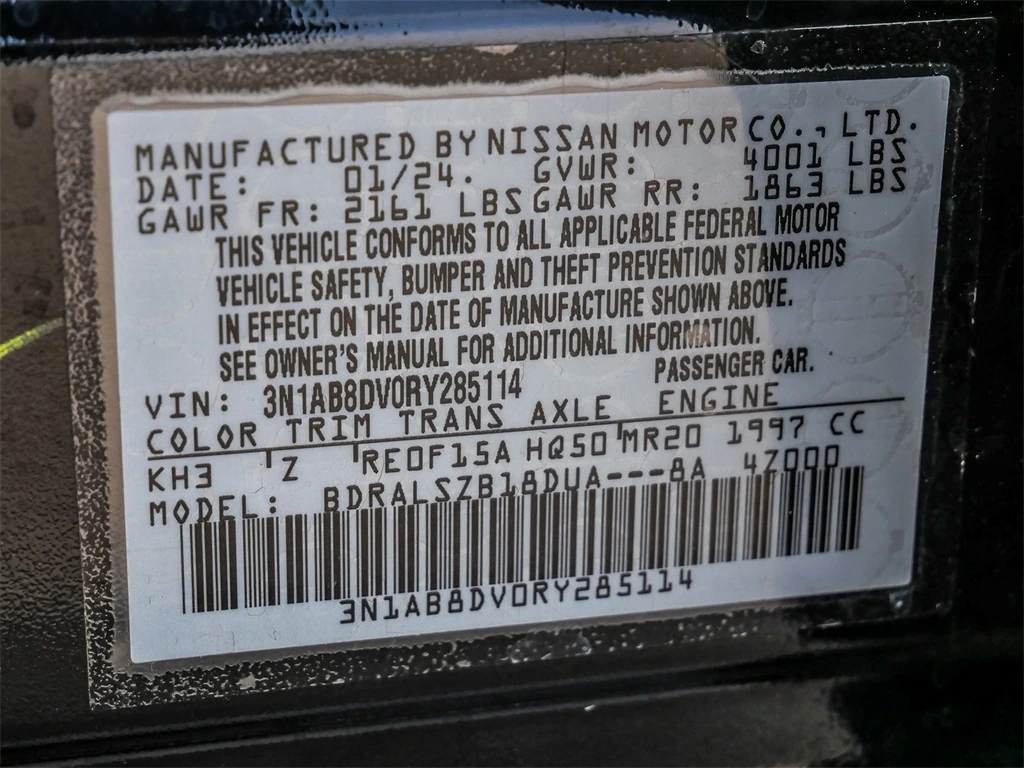 MANUFACTURED BY NISSAN MOTOR CO., LTD.
DATE: 01/24. GVWR: 4001 LBS
GAWR FR: 2161 LBS GAWR RR: 1863 LBS
THIS VEHICLE CONFORMS TO ALL APPLICABLE FEDERAL MOTOR
VEHICLE SAFETY, BUMPER AND THEFT PREVENTION STANDARDS
IN EFFECT ON THE DATE OF MANUFACTURE SHOWN ABOVE.
SEE OWNER'S MANUAL FOR ADDITIONAL INFORMATION.
PASSENGER CAR.
VIN: 3N1AB8DV0RY285114
COLOR TRIM TRANS AXLE ENGINE
KH3 Z RE0F15A HQ50 MR20 1997 CC
MODEL: BDRALSZB18DUA---8A 4Z000
3N1AB8DV0RY285114